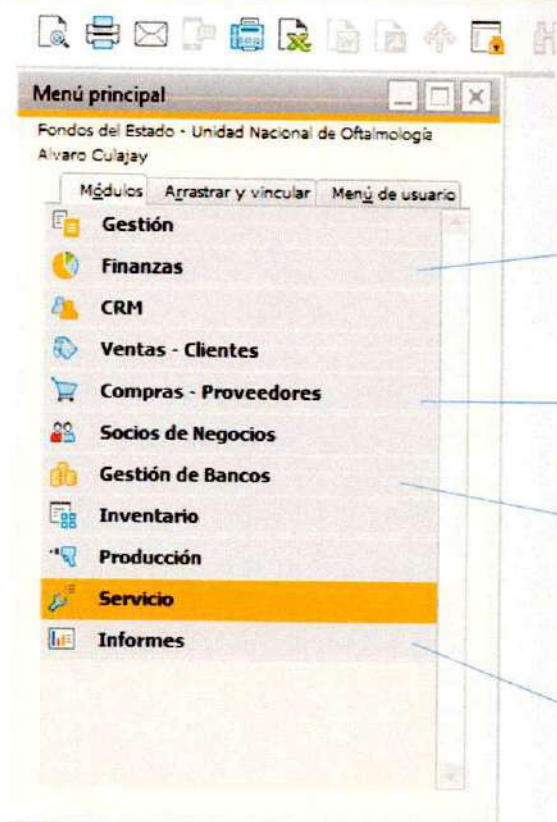 Menú principal
Fondos del Estado - Unidad Nacional de Oftalmología
Alvaro Culajay
Módulos Arrastrar y vincular Menú de usuario
Gestión
Finanzas
CRM
Ventas - Clientes
Compras - Proveedores
Socios de Negocios
Gestión de Bancos
Inventario
Producción
Servicio
Informes